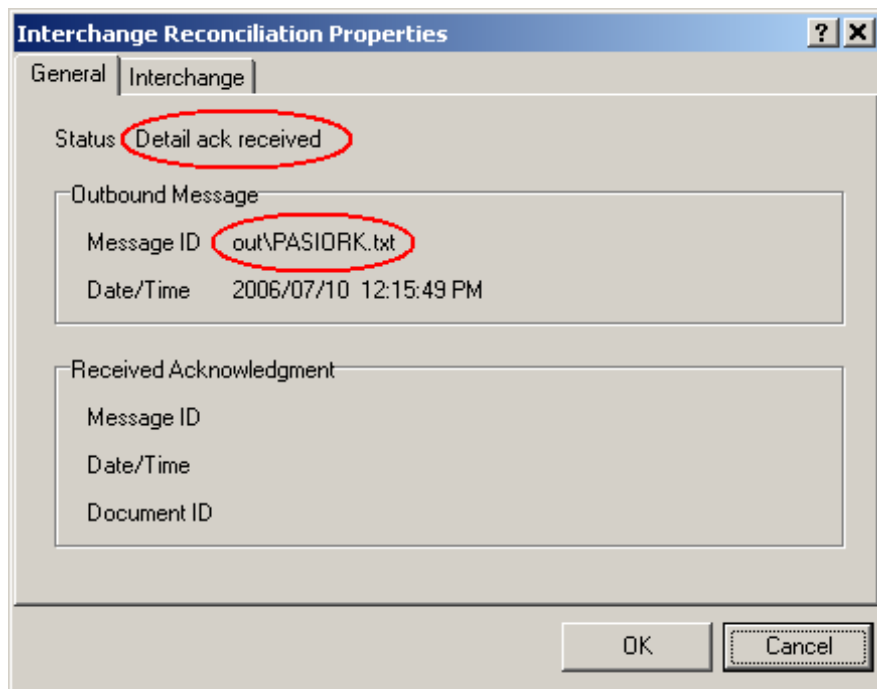 Interchange Reconciliation Properties
General Interchange
Status Detail ack received
Outbound Message
Message ID out\PASIORK.txt
Date/Time 2006/07/10 12:15:49 PM
Received Acknowledgment
Message ID
Date/Time
Document ID
OK Cancel